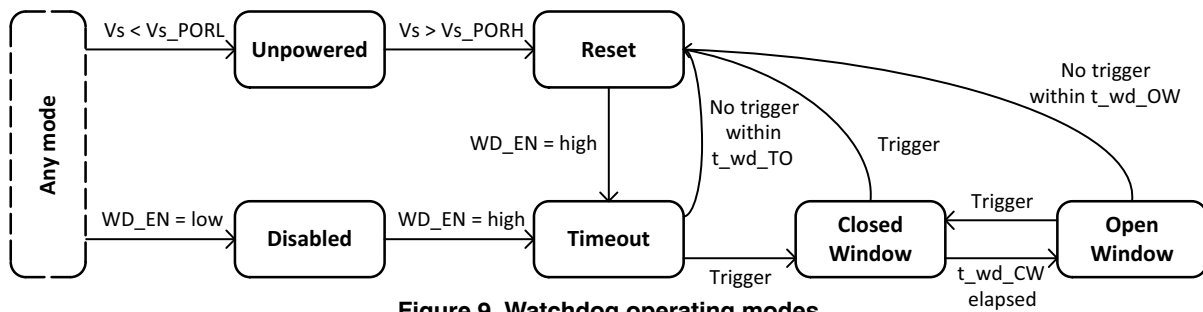 Any mode
Vs < Vs_PORL
Unpowered
Vs > Vs_PORH
Reset
No trigger
within t_wd_OW
No trigger
within
t_wd_TO
Trigger
WD_EN = high
WD_EN = low
Disabled
WD_EN = high
Timeout
Trigger
Closed
Window
Trigger
t_wd_CW
elapsed
Open
Window
Figure 9. Watchdog operating modes